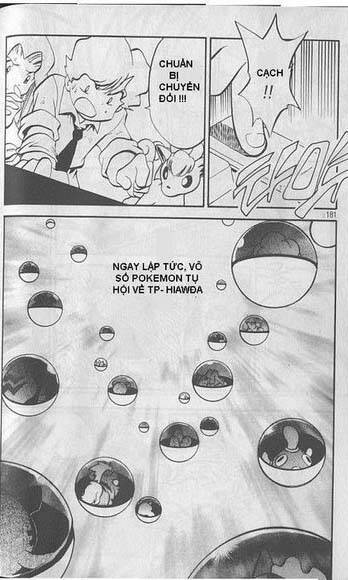 CHUẨN
BỊ
CHUYỂN
ĐỔI !!!
CẠCH
!!
181
NGAY LẬP TỨC, VÔ
SỐ POKEMON TỤ
HỘI VỀ TP- HIAWĐA